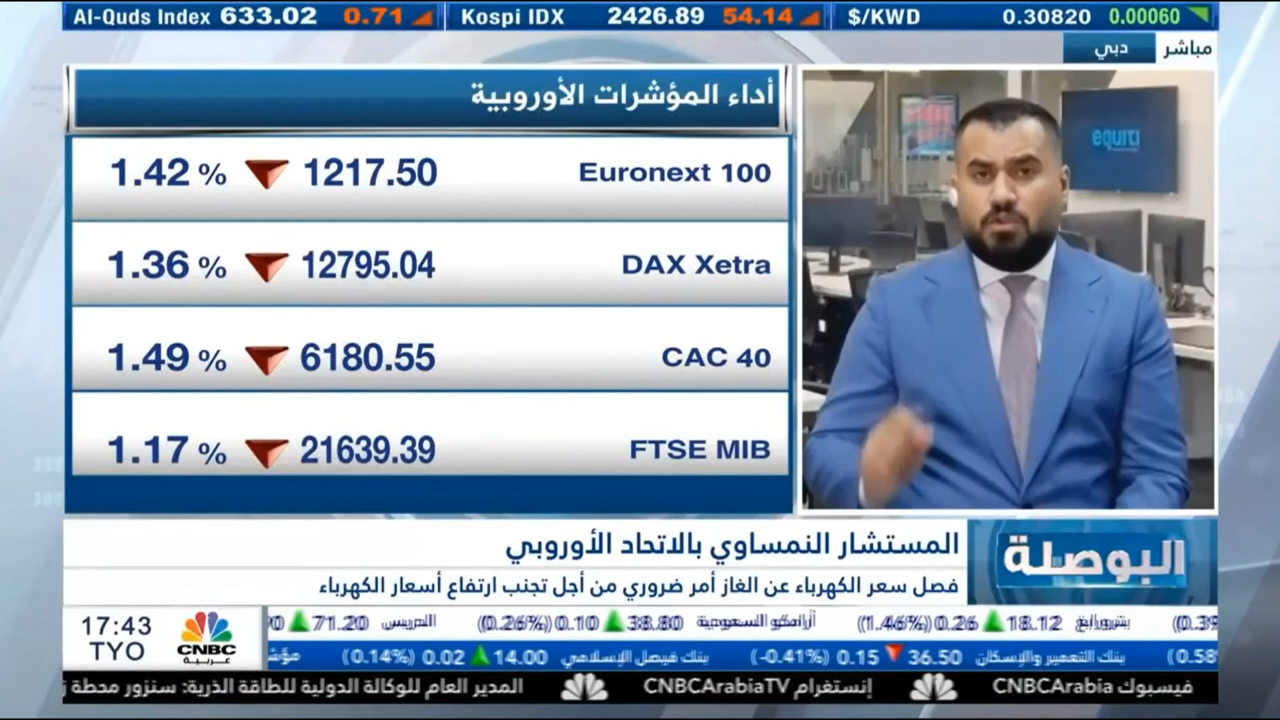 Al-Quds Index 633.02 0.71 Kospi IDX 2426.89 54.14 $/KWD 0.30820 0.00060
مباشر دبي
أداء المؤشرات الأوروبية
Euronext 100 1217.50 1.42 %
DAX Xetra 12795.04 1.36 %
CAC 40 6180.55 1.49 %
FTSE MIB 21639.39 1.17 %
equiti
البوصلة
المستشار النمساوي بالاتحاد الأوروبي
فصل سعر الكهرباء عن الغاز أمر ضروري من أجل تجنب ارتفاع أسعار الكهرباء
17:43
TYO
CNBC
عربية
بترو رابغ 18.12 0.26 (1.46%) أرامكو السعودية 38.80 0.10 (0.26%) الدريس 71.20
(0.58 بنك التعمير والإسكان 36.50 0.15 (-0.41%) بنك فيصل الإسلامي 14.00 0.02 (0.14%) مؤش
فيسبوك CNBCArabia إنستغرام CNBCArabiaTV المدير العام للوكالة الدولية للطاقة الذرية: سنزور محطة ز